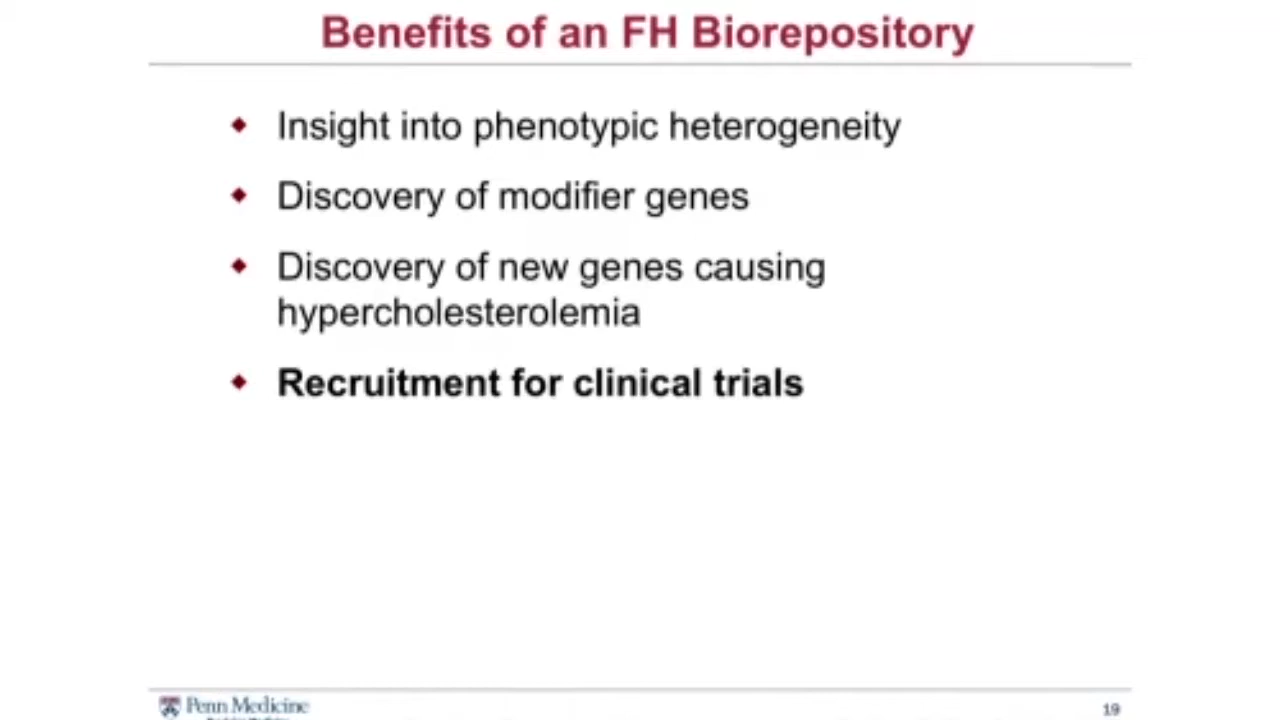 Benefits of an FH Biorepository
Insight into phenotypic heterogeneity
Discovery of modifier genes
Discovery of new genes causing
hypercholesterolemia
Recruitment for clinical trials
Penn Medicine
19